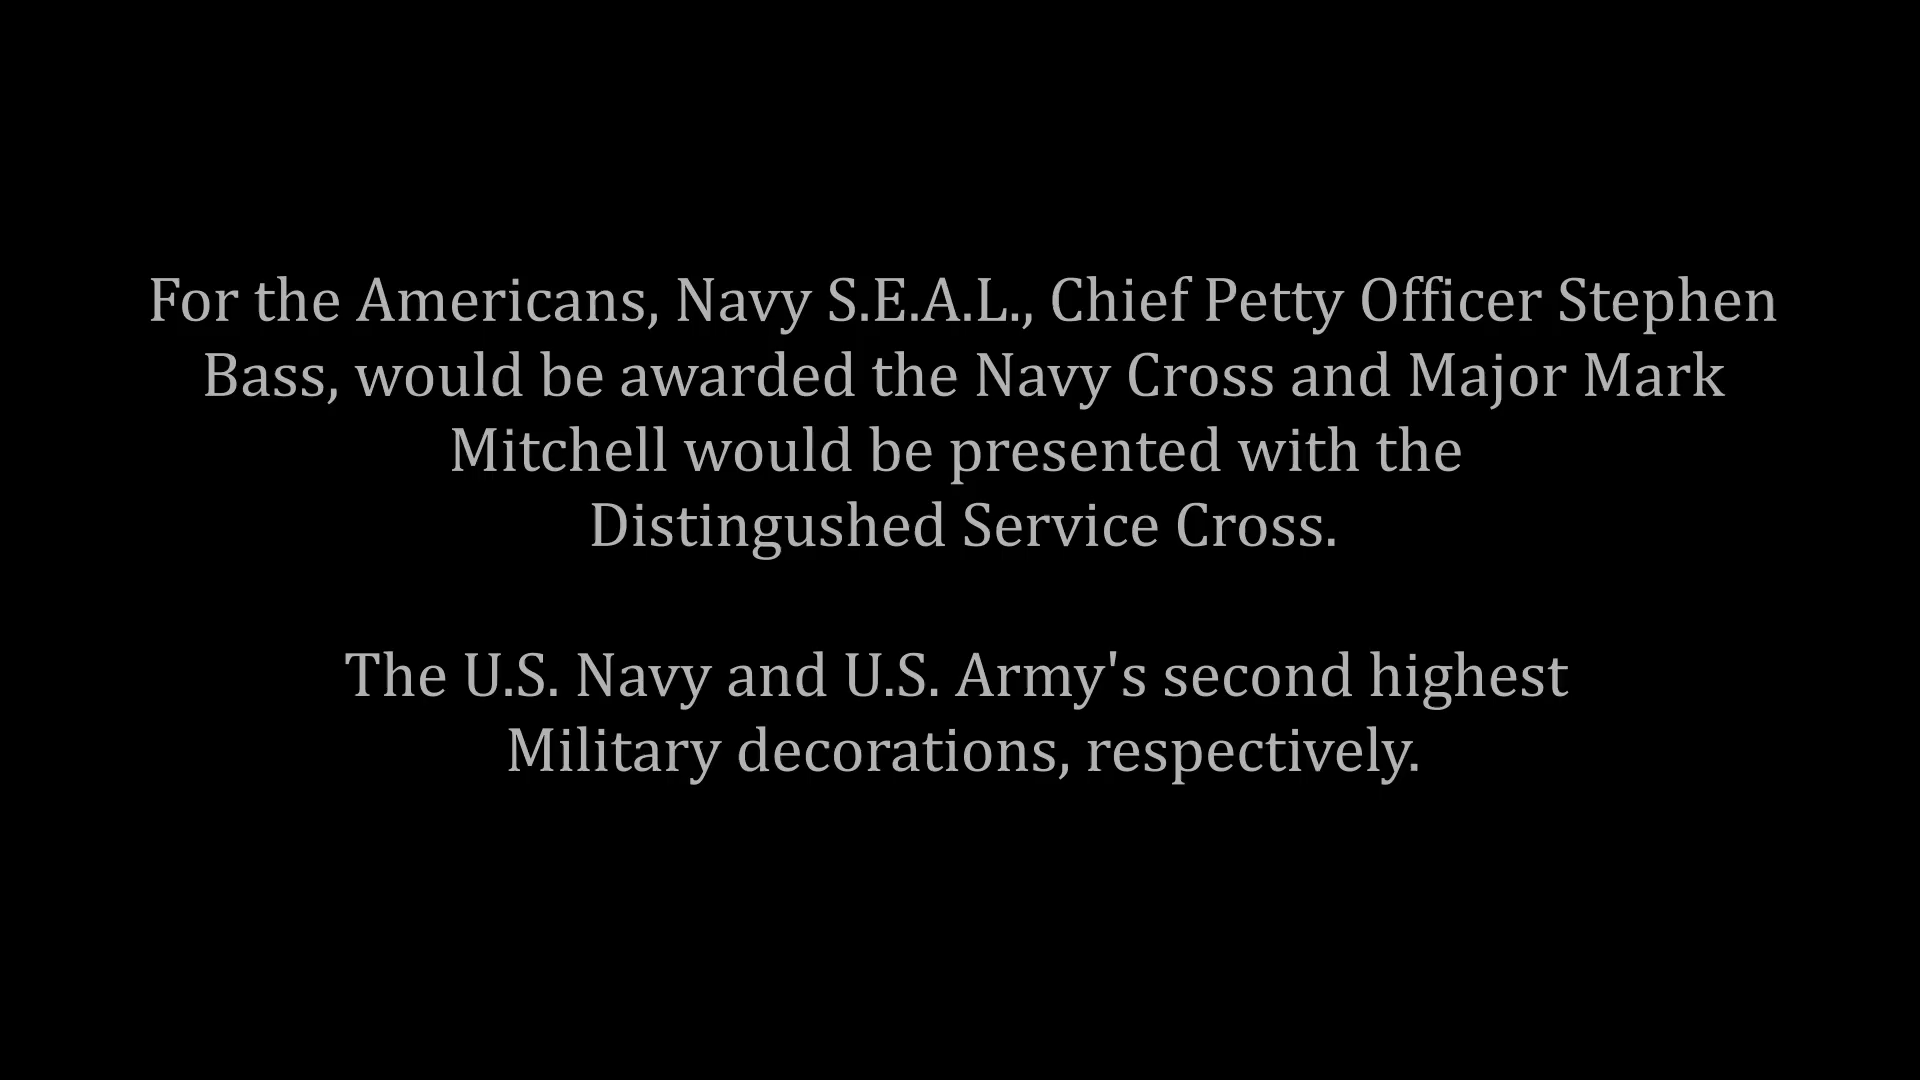 For the Americans, Navy S.E.A.L., Chief Petty Officer Stephen
Bass, would be awarded the Navy Cross and Major Mark
Mitchell would be presented with the
Distingushed Service Cross.
The U.S. Navy and U.S. Army's second highest
Military decorations, respectively.